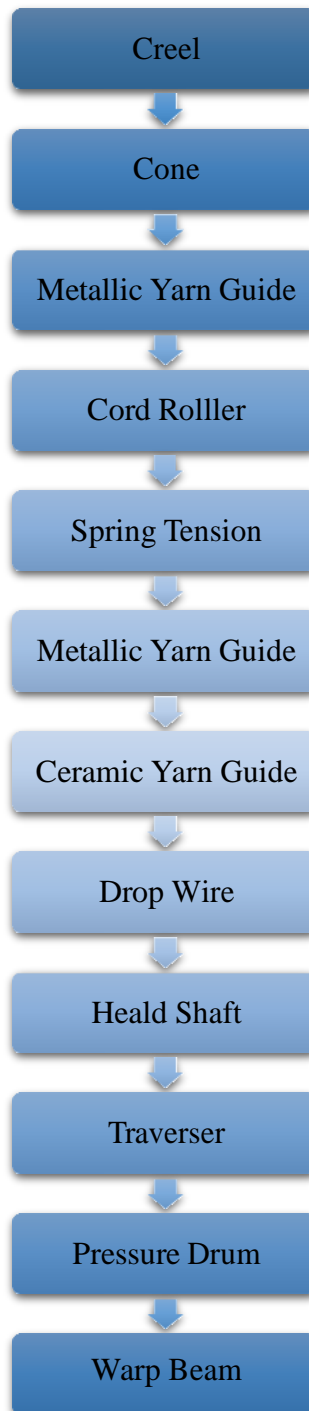 Creel
Cone
Metallic Yarn Guide
Cord Rolller
Spring Tension
Metallic Yarn Guide
Ceramic Yarn Guide
Drop Wire
Heald Shaft
Traverser
Pressure Drum
Warp Beam